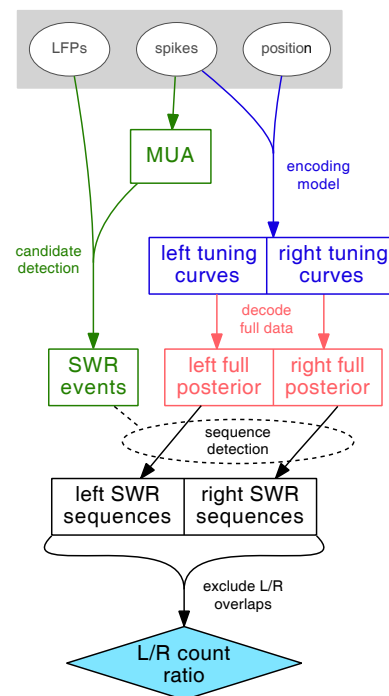 LFPs spikes position
MUA
encoding
model
candidate
detection
left tuning
curves
right tuning
curves
decode
full data
SWR
events
left full
posterior
right full
posterior
sequence
detection
left SWR
sequences
right SWR
sequences
exclude L/R
overlaps
L/R count
ratio